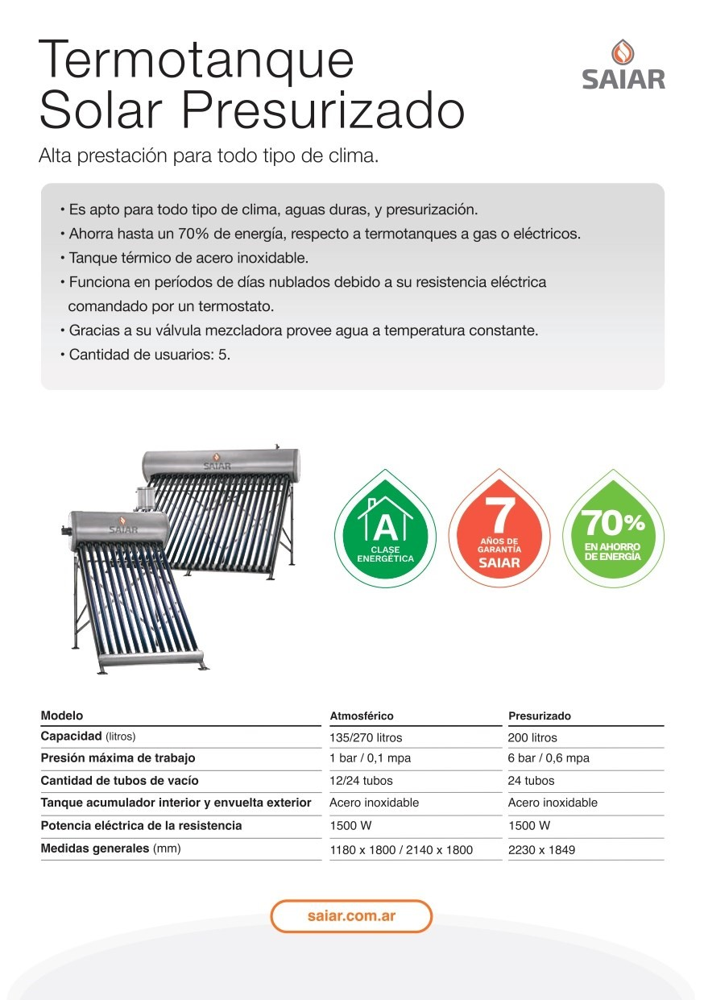 Termotanque
Solar Presurizado
SAIAR
Alta prestación para todo tipo de clima.
• Es apto para todo tipo de clima, aguas duras, y presurización.
• Ahorra hasta un 70% de energía, respecto a termotanques a gas o eléctricos.
• Tanque térmico de acero inoxidable.
• Funciona en períodos de días nublados debido a su resistencia eléctrica
comandado por un termostato.
• Gracias a su válvula mezcladora provee agua a temperatura constante.
• Cantidad de usuarios: 5.
SAIAR
SAIAR
A
CLASE
ENERGÉTICA
7
AÑOS DE
GARANTÍA
SAIAR
70%
EN AHORRO
DE ENERGÍA
Modelo Atmosférico Presurizado
Capacidad (litros) 135/270 litros 200 litros
Presión máxima de trabajo 1 bar / 0,1 mpa 6 bar / 0,6 mpa
Cantidad de tubos de vacío 12/24 tubos 24 tubos
Tanque acumulador interior y envuelta exterior Acero inoxidable Acero inoxidable
Potencia eléctrica de la resistencia 1500 W 1500 W
Medidas generales (mm) 1180 x 1800 / 2140 x 1800 2230 x 1849
saiar.com.ar